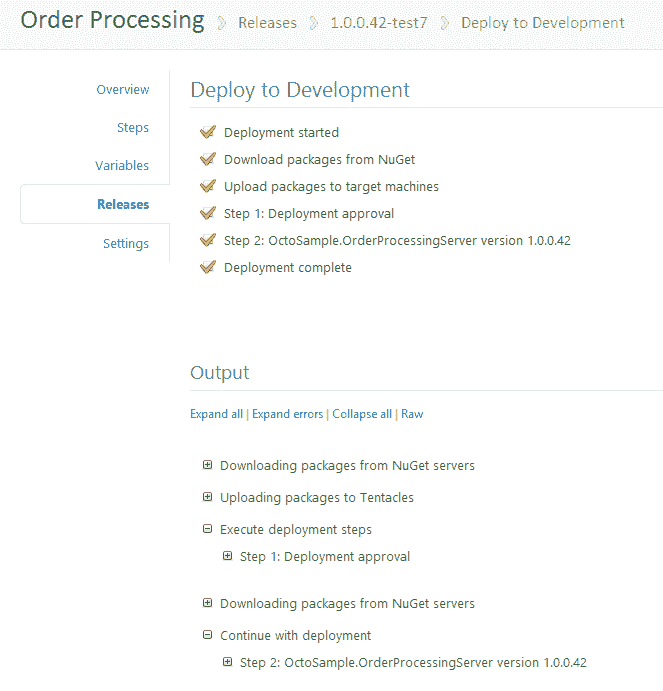 Order Processing Releases 1.0.0.42-test7 Deploy to Development
Overview
Steps
Variables
Releases
Settings
Deploy to Development
Deployment started
Download packages from NuGet
Upload packages to target machines
Step 1: Deployment approval
Step 2: OctoSample.OrderProcessingServer version 1.0.0.42
Deployment complete
Output
Expand all | Expand errors | Collapse all | Raw
Downloading packages from NuGet servers
Uploading packages to Tentacles
Execute deployment steps
Step 1: Deployment approval
Downloading packages from NuGet servers
Continue with deployment
Step 2: OctoSample.OrderProcessingServer version 1.0.0.42